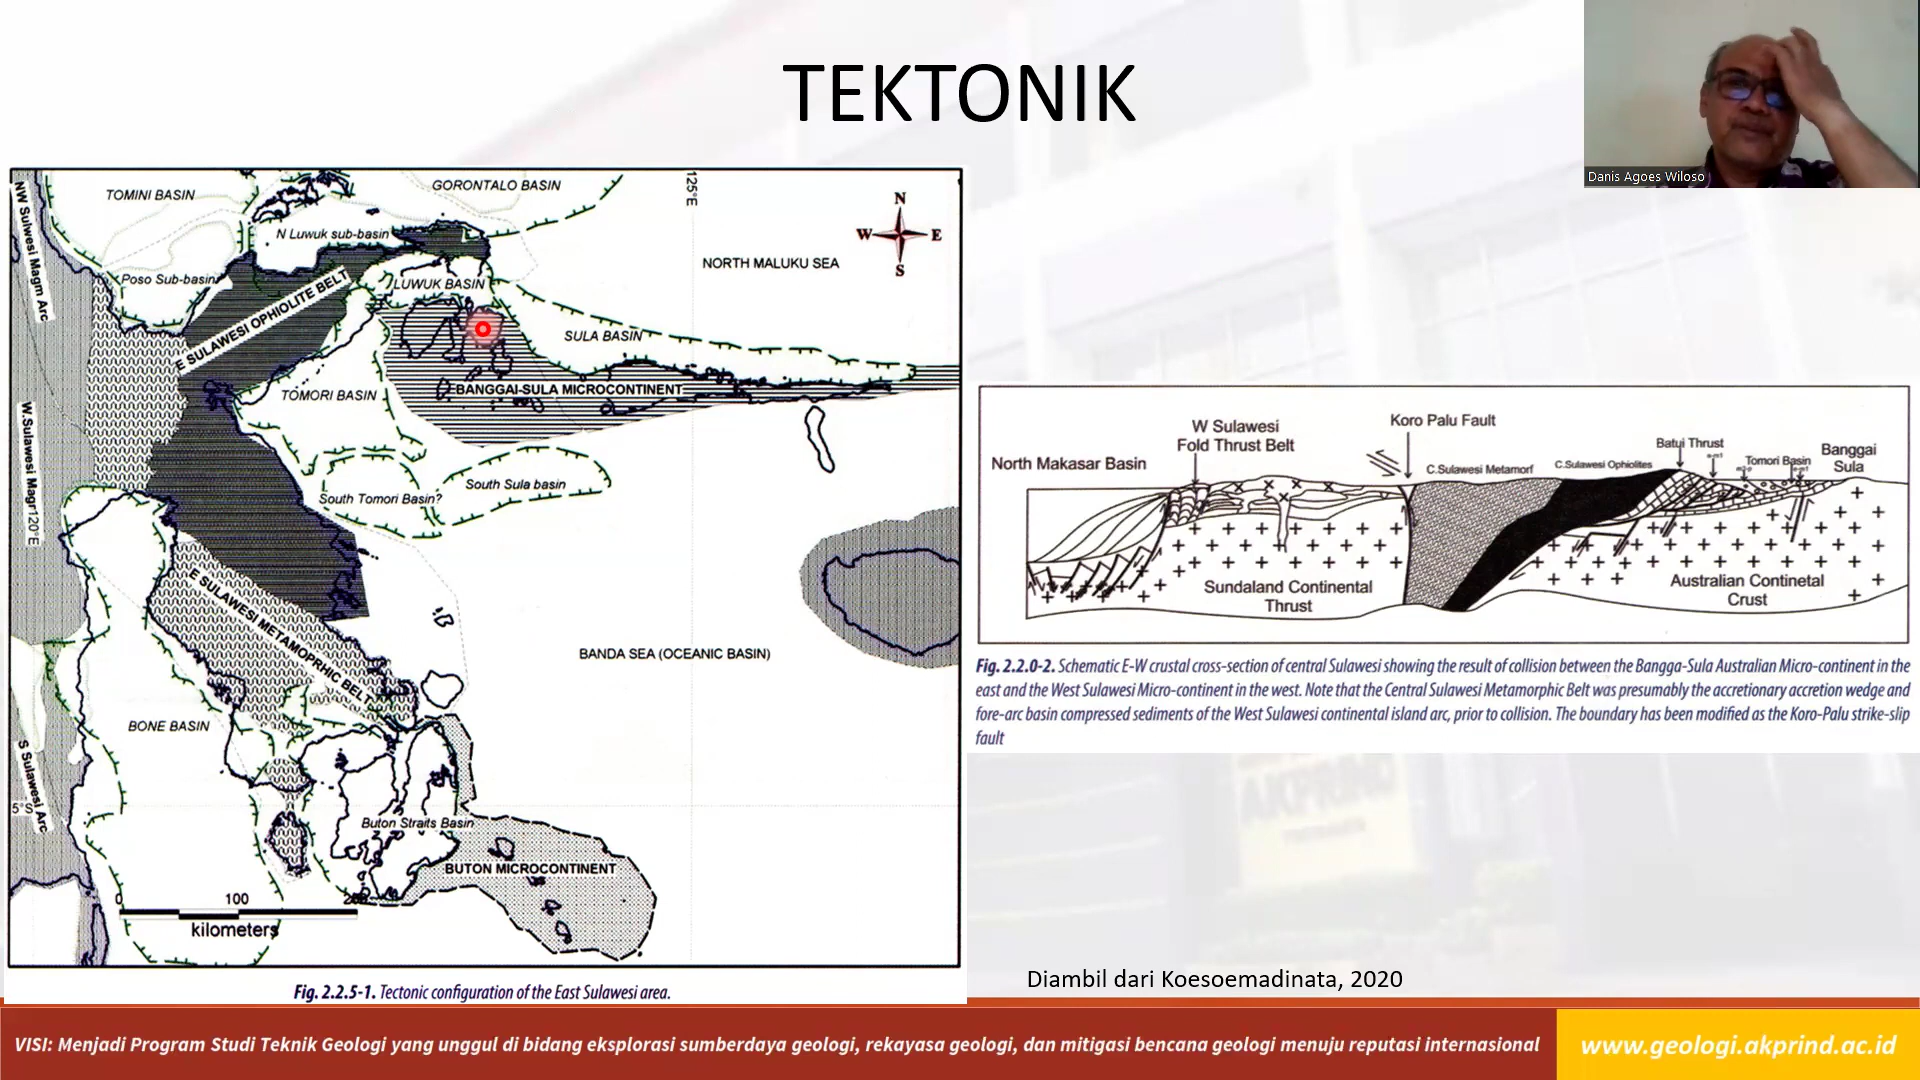 TEKTONIK
Danis Agoes Wiloso
NW Sulwesi Magm Arc
TOMINI BASIN
GORONTALO BASIN
125°E
N
W E
S
N Luwuk sub-basin
Poso Sub-basin
LUWUK BASIN
NORTH MALUKU SEA
E SULAWESI OPHIOLITE BELT
SULA BASIN
BANGGAI-SULA MICROCONTINENT
TOMORI BASIN
W.Sulawesi Magr
120°E
South Tomori Basin?
South Sula basin
E SULAWESI METAMOPRHIC BELT
BANDA SEA (OCEANIC BASIN)
BONE BASIN
S Sulawesi Arc
5°S
Buton Straits Basin
BUTON MICROCONTINENT
0 100
kilometers
Fig. 2.2.5-1. Tectonic configuration of the East Sulawesi area.
North Makasar Basin
W Sulawesi
Fold Thrust Belt
Koro Palu Fault
C.Sulawesi Metamorf
C.Sulawesi Ophiolites
Batui Thrust
Tomori Basin
Banggai
Sula
Sundaland Continental
Thrust
Australian Continetal
Crust
Fig. 2.2.0-2. Schematic E-W crustal cross-section of central Sulawesi showing the result of collision between the Bangga-Sula Australian Micro-continent in the
east and the West Sulawesi Micro-continent in the west. Note that the Central Sulawesi Metamorphic Belt was presumably the accretionary accretion wedge and
fore-arc basin compressed sediments of the West Sulawesi continental island arc, prior to collision. The boundary has been modified as the Koro-Palu strike-slip
fault
AKPRIND
Diambil dari Koesoemadinata, 2020
VISI: Menjadi Program Studi Teknik Geologi yang unggul di bidang eksplorasi sumberdaya geologi, rekayasa geologi, dan mitigasi bencana geologi menuju reputasi internasional
www.geologi.akprind.ac.id